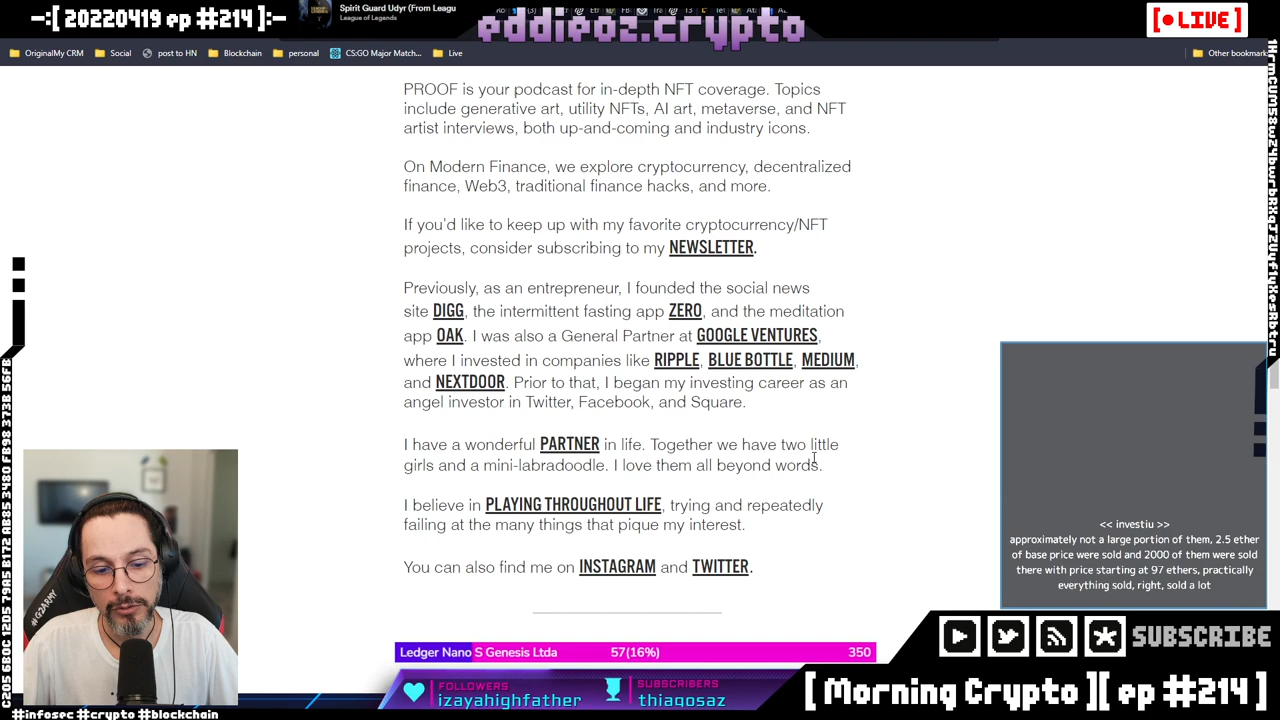 -:[ 20220419 ep #214 ]:-
Spirit Guard Udyr (From Leagu
League of Legends
eddieoz.crypto
[● LIVE ]
OriginalMy CRM
Social
post to HN
Blockchain
personal
CS:GO Major Match...
Live
Other bookmark
PROOF is your podcast for in-depth NFT coverage. Topics
include generative art, utility NFTs, AI art, metaverse, and NFT
artist interviews, both up-and-coming and industry icons.
On Modern Finance, we explore cryptocurrency, decentralized
finance, Web3, traditional finance hacks, and more.
If you'd like to keep up with my favorite cryptocurrency/NFT
projects, consider subscribing to my NEWSLETTER.
Previously, as an entrepreneur, I founded the social news
site DIGG, the intermittent fasting app ZERO, and the meditation
app OAK. I was also a General Partner at GOOGLE VENTURES,
where I invested in companies like RIPPLE, BLUE BOTTLE, MEDIUM,
and NEXTDOOR. Prior to that, I began my investing career as an
angel investor in Twitter, Facebook, and Square.
I have a wonderful PARTNER in life. Together we have two little
girls and a mini-labradoodle. I love them all beyond words.
I believe in PLAYING THROUGHOUT LIFE, trying and repeatedly
failing at the many things that pique my interest.
You can also find me on INSTAGRAM and TWITTER.
<< investiu >>
approximately not a large portion of them, 2.5 ether
of base price were sold and 2000 of them were sold
there with price starting at 97 ethers, practically
everything sold, right, sold a lot
Ledger Nano S Genesis Ltda 57(16%) 350
FOLLOWERS
izayahighfather
SUBSCRIBERS
thiagosaz
SUBSCRIBE
[ Morning Crypto ][ ep #214 ]
#infosec #crypto #blockchain